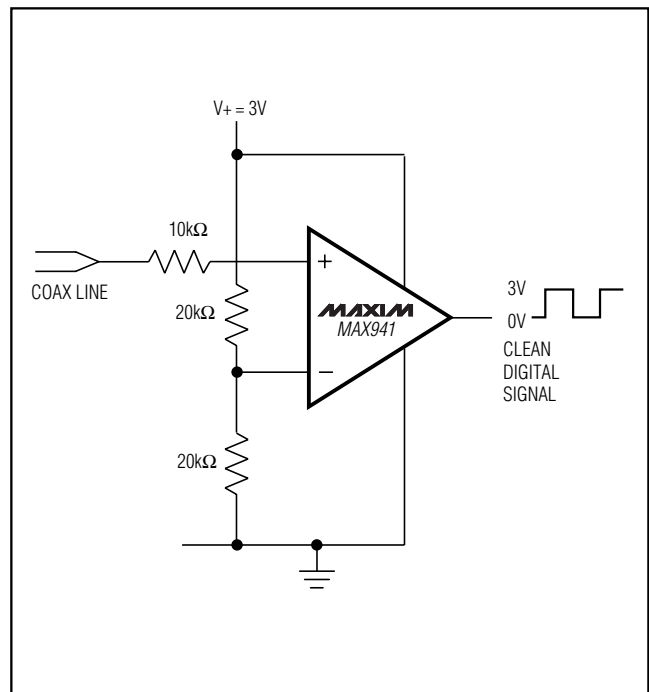 V+ = 3V
10kΩ
COAX LINE
20kΩ
+
MAXIM
MAX941
−
20kΩ
3V
0V
CLEAN
DIGITAL
SIGNAL